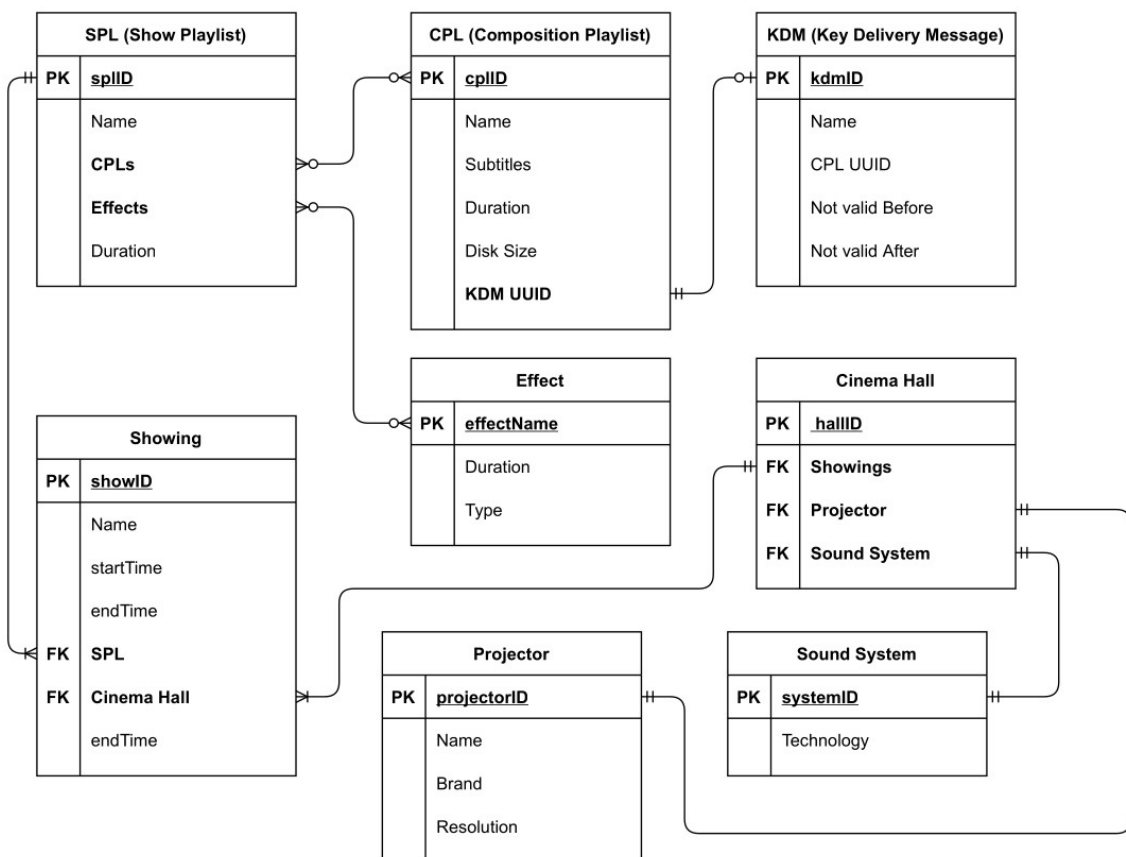 SPL (Show Playlist)
PK splID
Name
CPLs
Effects
Duration
CPL (Composition Playlist)
PK cplID
Name
Subtitles
Duration
Disk Size
KDM UUID
KDM (Key Delivery Message)
PK kdmID
Name
CPL UUID
Not valid Before
Not valid After
Showing
PK showID
Name
startTime
endTime
FK SPL
FK Cinema Hall
endTime
Effect
PK effectName
Duration
Type
Cinema Hall
PK hallID
FK Showings
FK Projector
FK Sound System
Projector
PK projectorID
Name
Brand
Resolution
Sound System
PK systemID
Technology